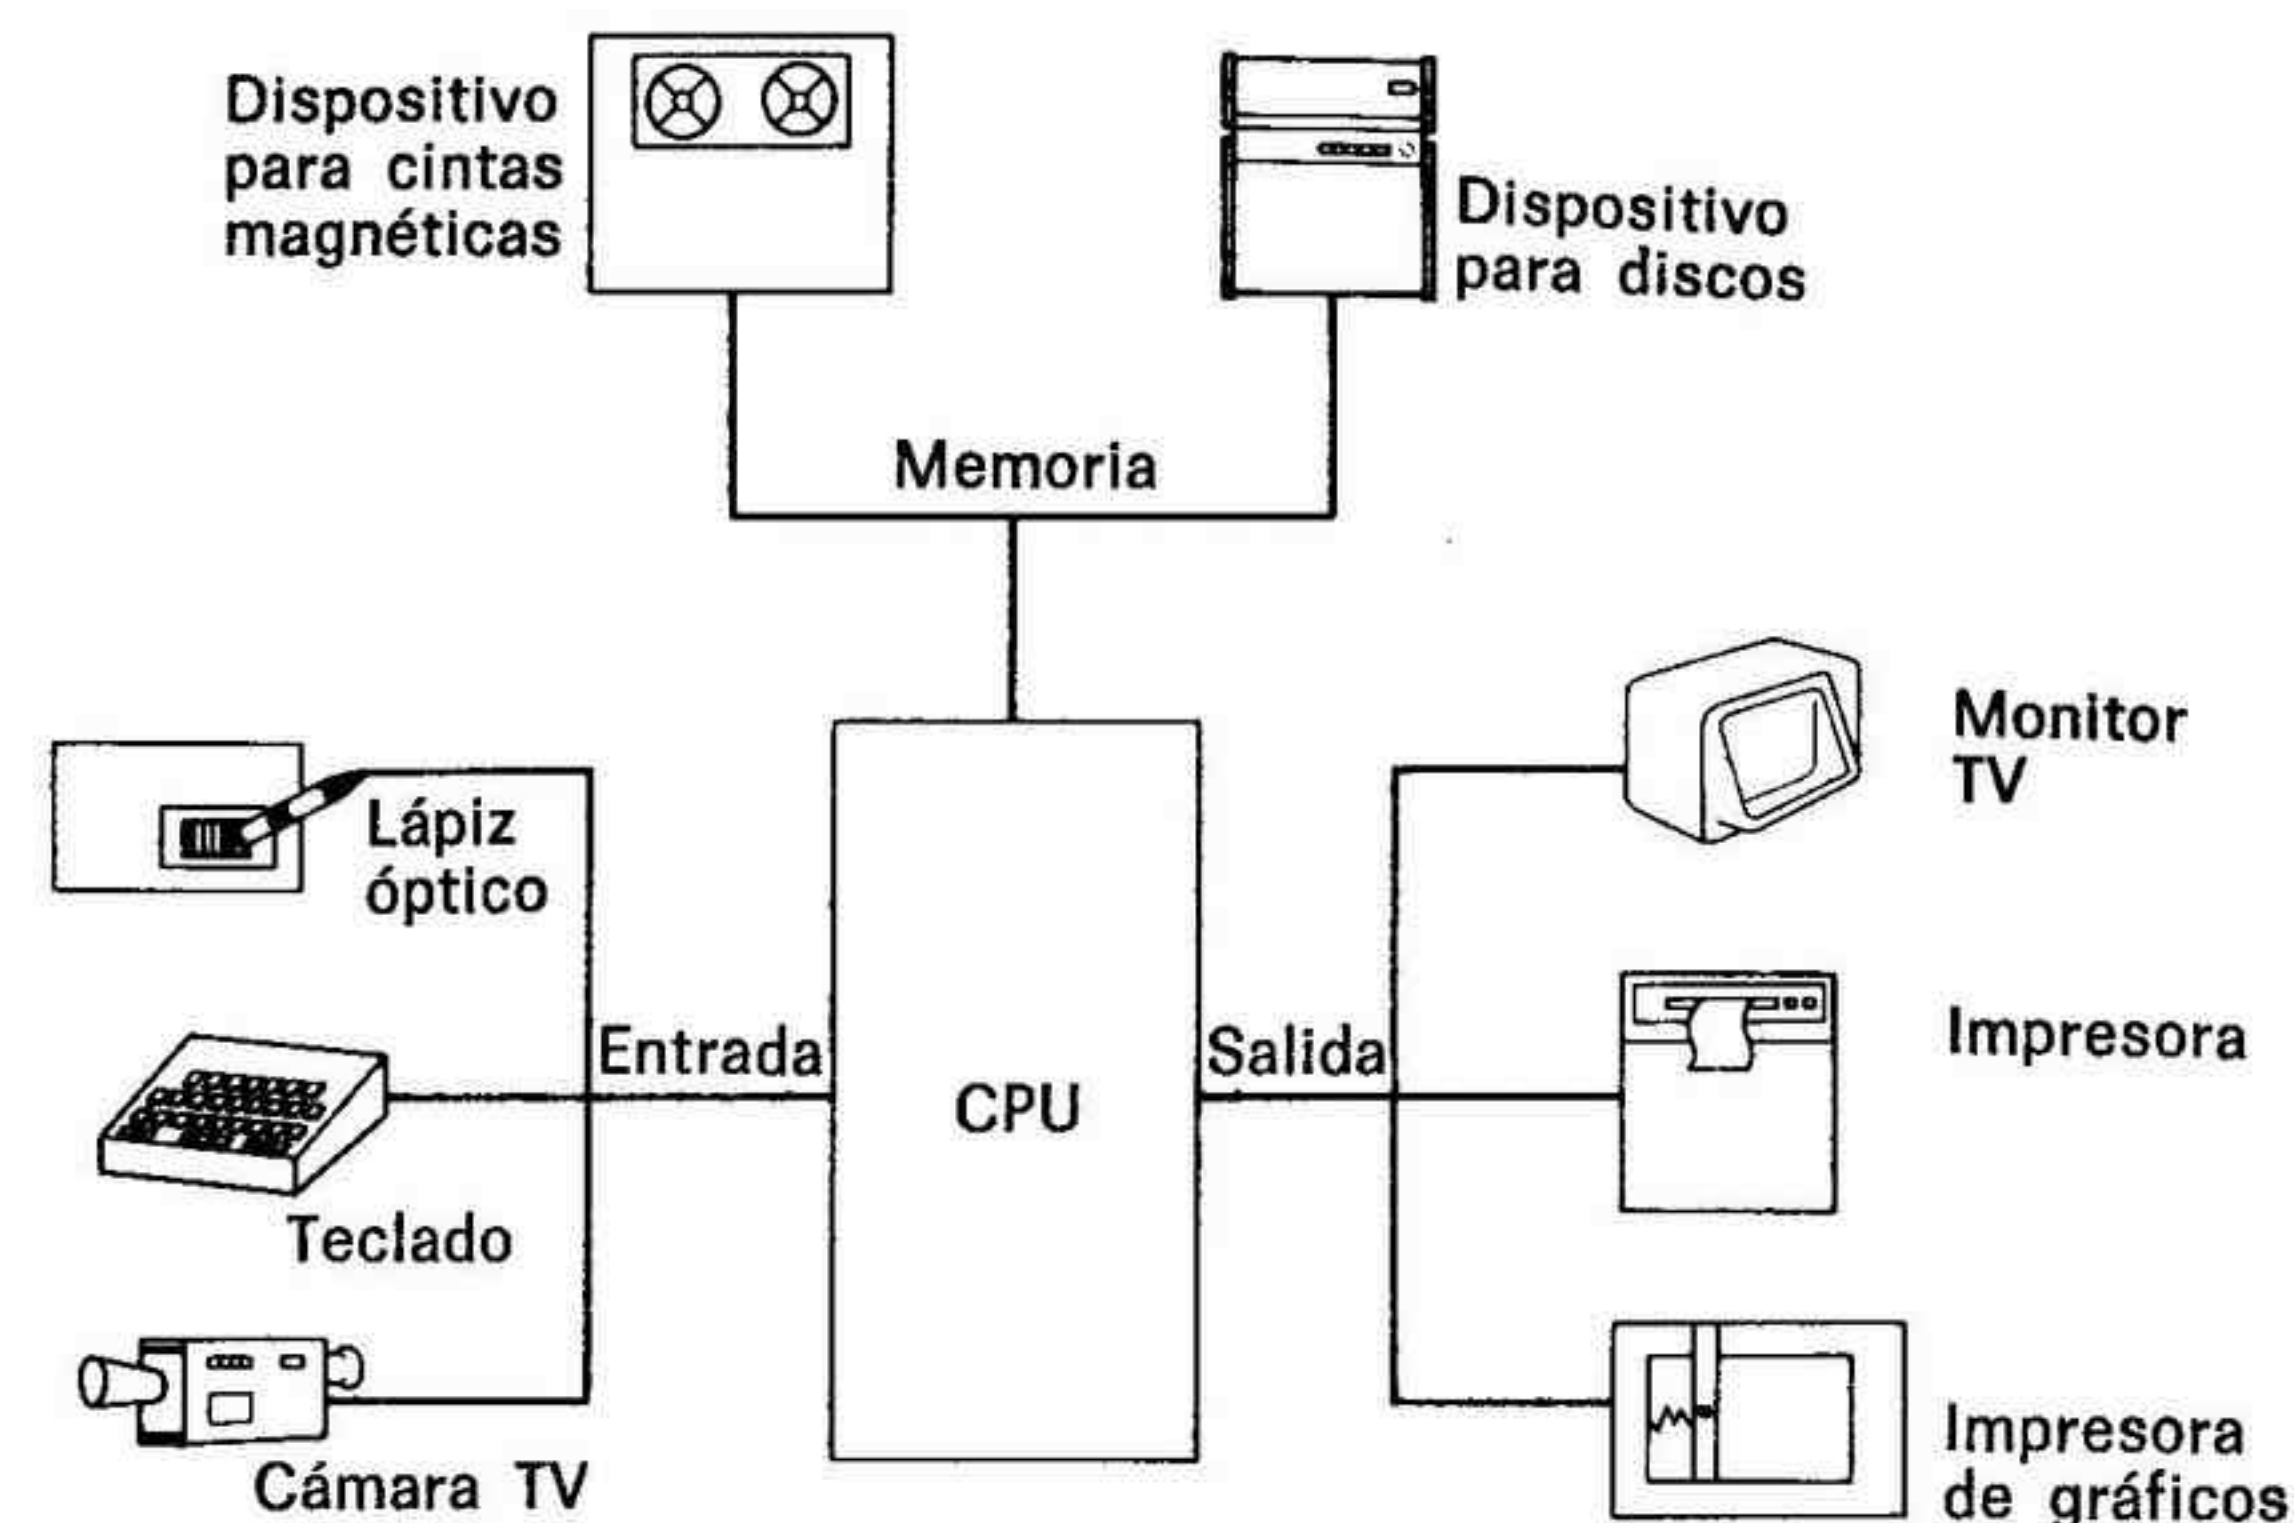 Dispositivo
para cintas
magnéticas
Dispositivo
para discos
Memoria
Lápiz
óptico
Monitor
TV
Entrada
CPU
Salida
Impresora
Teclado
Cámara TV
Impresora
de gráficos